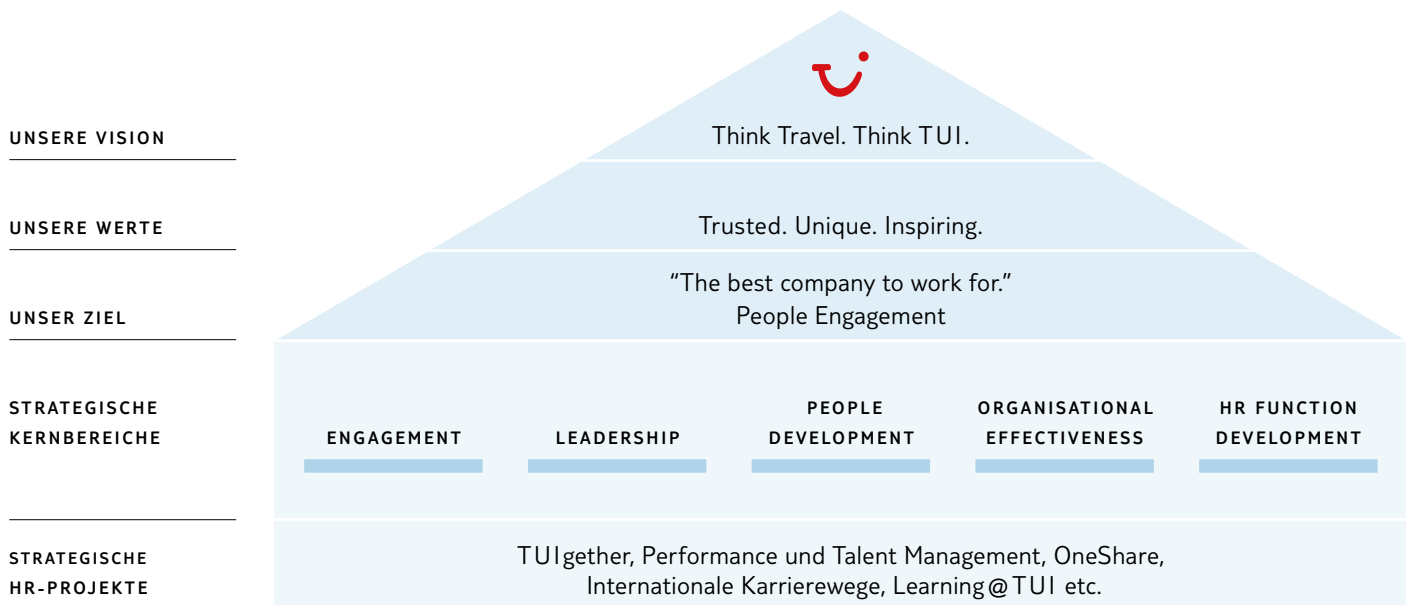 UNSERE VISION
Think Travel. Think TUI.
UNSERE WERTE
Trusted. Unique. Inspiring.
UNSER ZIEL
“The best company to work for.”
People Engagement
STRATEGISCHE
KERNBEREICHE
ENGAGEMENT
LEADERSHIP
PEOPLE
DEVELOPMENT
ORGANISATIONAL
EFFECTIVENESS
HR FUNCTION
DEVELOPMENT
STRATEGISCHE
HR-PROJEKTE
TUIgether, Performance und Talent Management, OneShare,
Internationale Karrierewege, Learning@TUI etc.